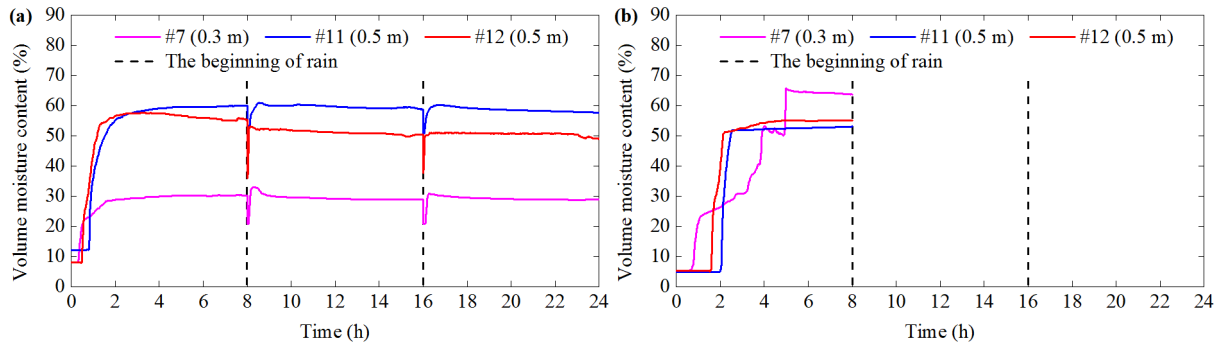 (a)
Volume moisture content (%)
90
80
70
60
50
40
30
20
10
0
#7 (0.3 m) #11 (0.5 m) #12 (0.5 m)
The beginning of rain
0 2 4 6 8 10 12 14 16 18 20 22 24
Time (h)
(b)
Volume moisture content (%)
90
80
70
60
50
40
30
20
10
0
#7 (0.3 m) #11 (0.5 m) #12 (0.5 m)
The beginning of rain
0 2 4 6 8 10 12 14 16 18 20 22 24
Time (h)